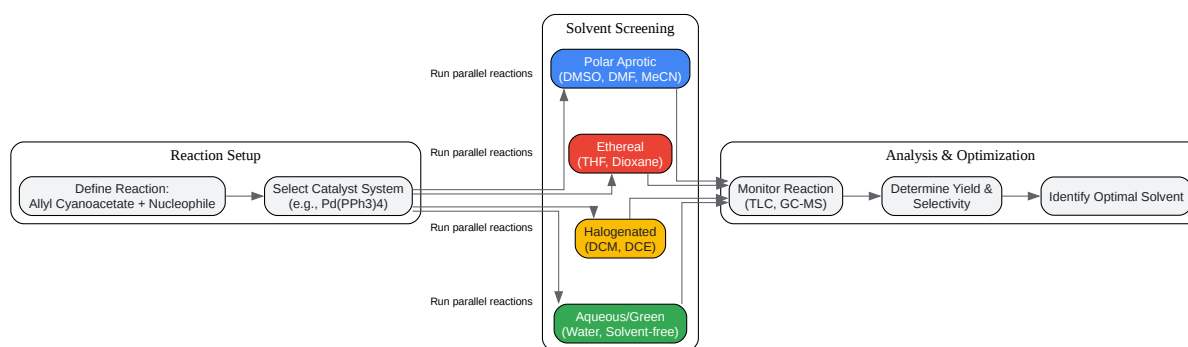 Reaction Setup
Define Reaction:
Allyl Cyanoacetate + Nucleophile
Select Catalyst System
(e.g., Pd(PPh3)4)
Run parallel reactions
Run parallel reactions
Run parallel reactions
Run parallel reactions
Solvent Screening
Polar Aprotic
(DMSO, DMF, MeCN)
Ethereal
(THF, Dioxane)
Halogenated
(DCM, DCE)
Aqueous/Green
(Water, Solvent-free)
Analysis & Optimization
Monitor Reaction
(TLC, GC-MS)
Determine Yield &
Selectivity
Identify Optimal Solvent